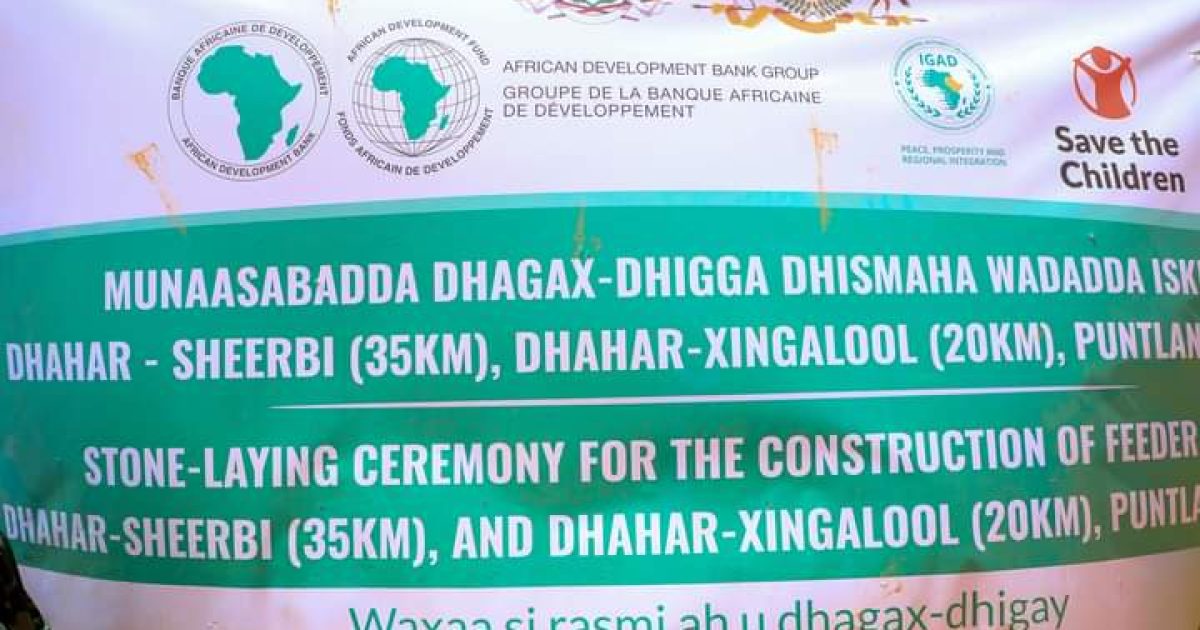 BANQUE AFRICAINE DE DÉVELOPPEMENT
AFRICAN DEVELOPMENT BANK
AFRICAN DEVELOPMENT FUND
FONDS AFRICAIN DE DÉVELOPPEMENT
AFRICAN DEVELOPMENT BANK GROUP
GROUPE DE LA BANQUE AFRICAINE
DE DÉVELOPPEMENT
IGAD
PEACE, PROSPERITY AND
REGIONAL INTEGRATION
Save the
Children
MUNAASABADDA DHAGAX-DHIGGA DHISMAHA WADADDA ISK
DHAHAR - SHEERBI (35KM), DHAHAR-XINGALOOL (20KM), PUNTLAN
STONE-LAYING CEREMONY FOR THE CONSTRUCTION OF FEEDER
DHAHAR-SHEERBI (35KM), AND DHAHAR-XINGALOOL (20KM), PUNTLA
Waxaa si rasmi ah u dhagax-dhigay